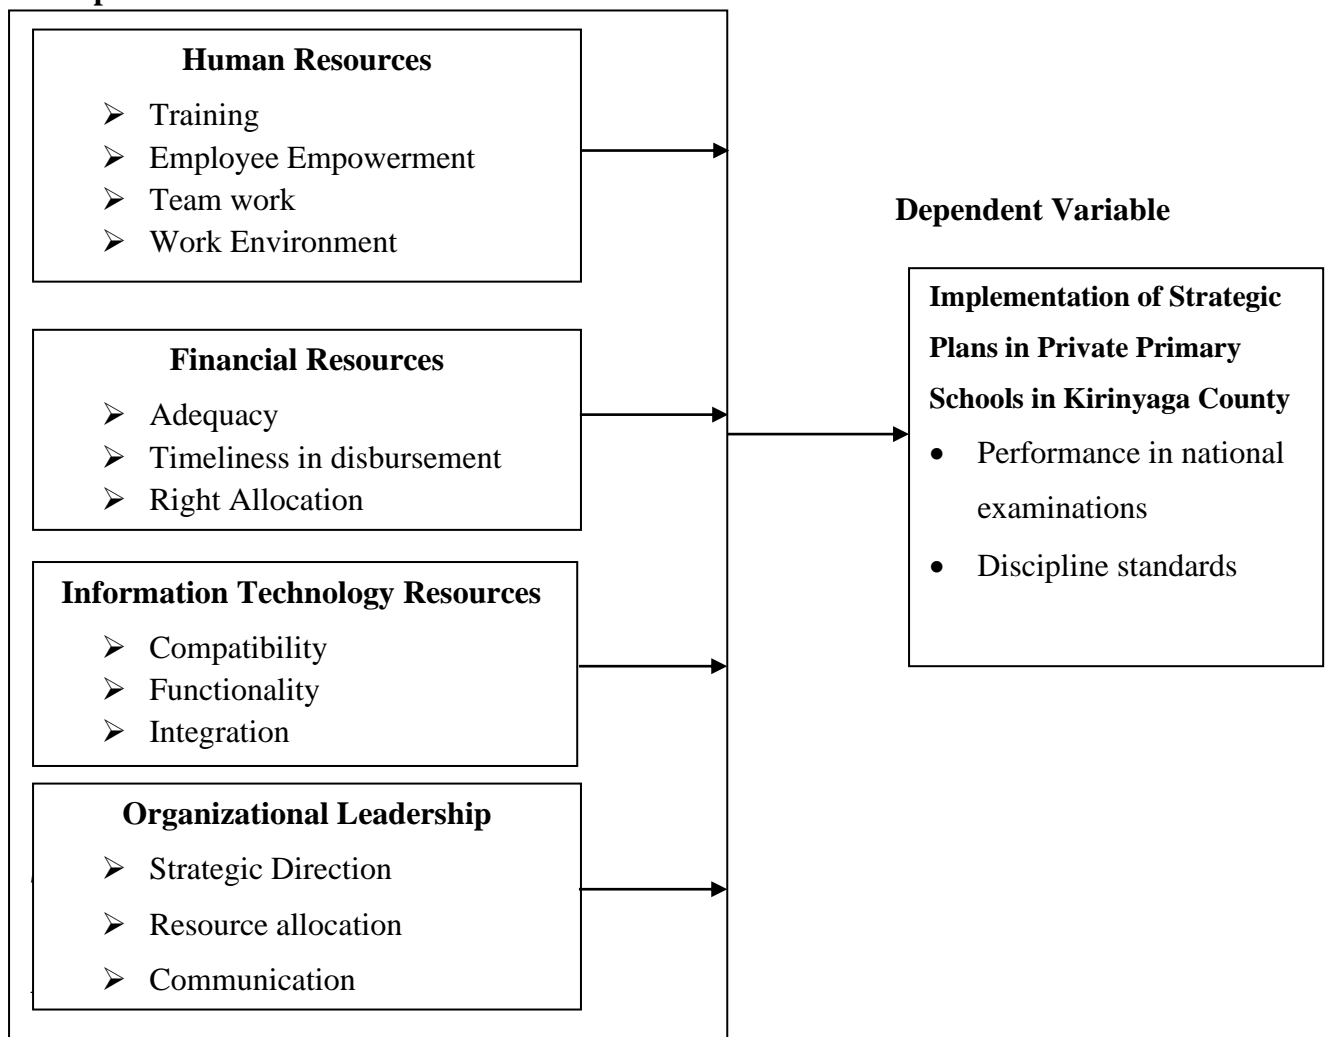 Human Resources
Training
Employee Empowerment
Team work
Work Environment
Financial Resources
Adequacy
Timeliness in disbursement
Right Allocation
Information Technology Resources
Compatibility
Functionality
Integration
Organizational Leadership
Strategic Direction
Resource allocation
Communication
Dependent Variable
Implementation of Strategic
Plans in Private Primary
Schools in Kirinyaga County
Performance in national
examinations
Discipline standards